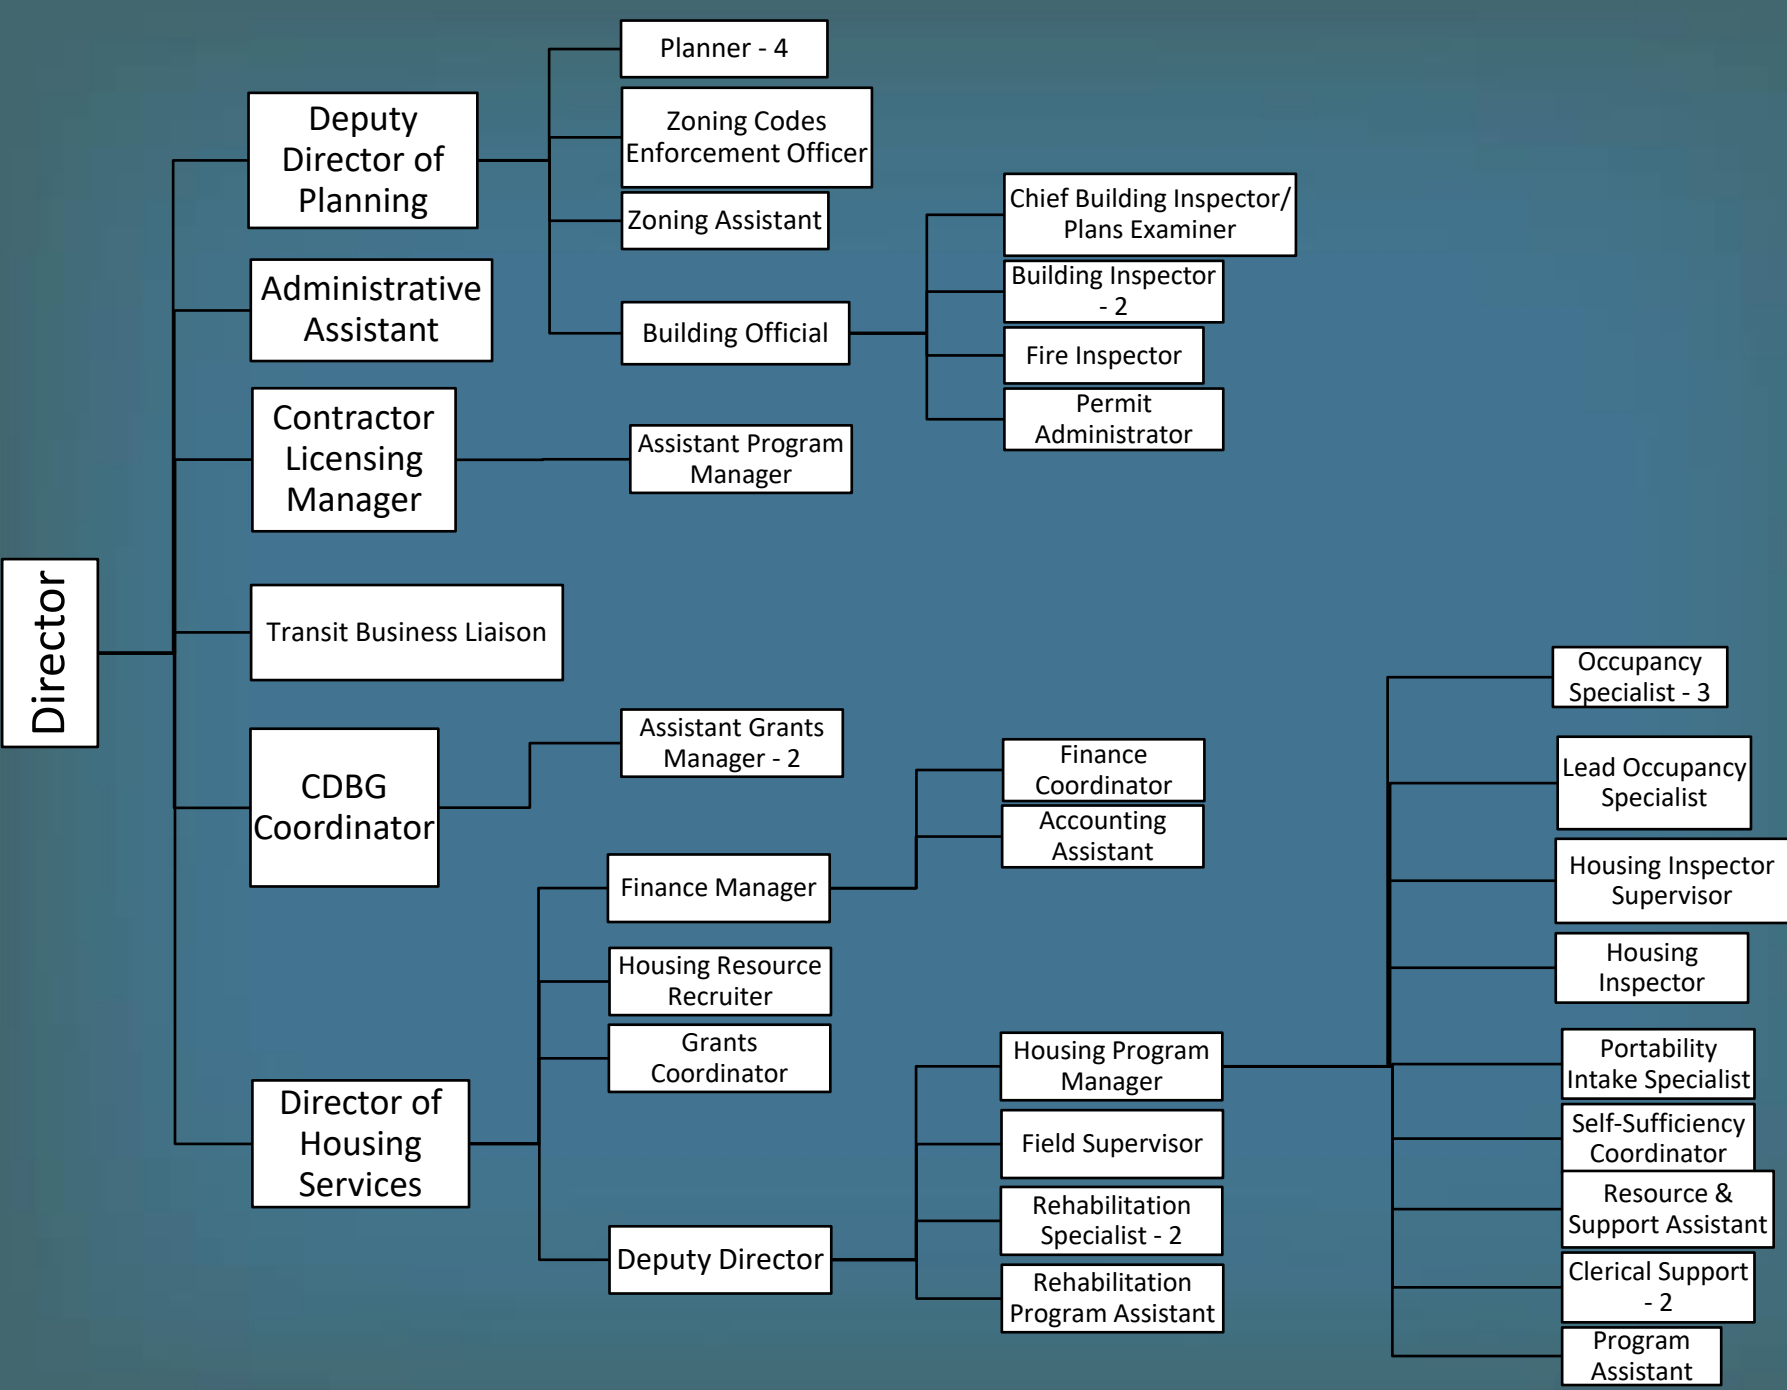 Director
Deputy
Director of
Planning
Administrative
Assistant
Contractor
Licensing
Manager
Transit Business Liaison
CDBG
Coordinator
Director of
Housing
Services
Planner - 4
Zoning Codes
Enforcement Officer
Zoning Assistant
Building Official
Assistant Program
Manager
Assistant Grants
Manager - 2
Finance Manager
Housing Resource
Recruiter
Grants
Coordinator
Deputy Director
Chief Building Inspector/
Plans Examiner
Building Inspector
- 2
Fire Inspector
Permit
Administrator
Finance
Coordinator
Accounting
Assistant
Housing Program
Manager
Field Supervisor
Rehabilitation
Specialist - 2
Rehabilitation
Program Assistant
Occupancy
Specialist - 3
Lead Occupancy
Specialist
Housing Inspector
Supervisor
Housing
Inspector
Portability
Intake Specialist
Self-Sufficiency
Coordinator
Resource &
Support Assistant
Clerical Support
- 2
Program
Assistant